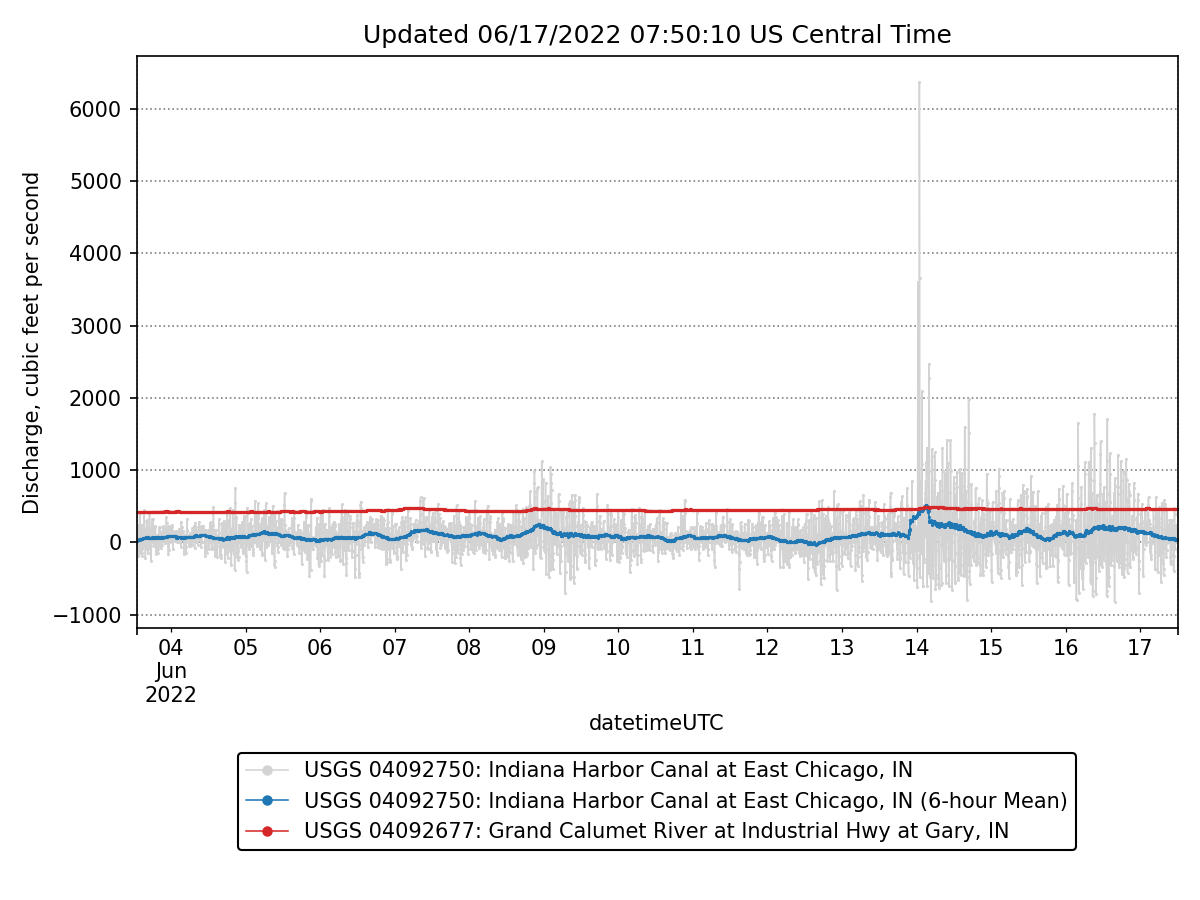 Updated 06/17/2022 07:50:10 US Central Time
Discharge, cubic feet per second
6000
5000
4000
3000
2000
1000
0
−1000
04 05 06 07 08 09 10 11 12 13 14 15 16 17
Jun
2022
datetimeUTC
USGS 04092750: Indiana Harbor Canal at East Chicago, IN
USGS 04092750: Indiana Harbor Canal at East Chicago, IN (6-hour Mean)
USGS 04092677: Grand Calumet River at Industrial Hwy at Gary, IN